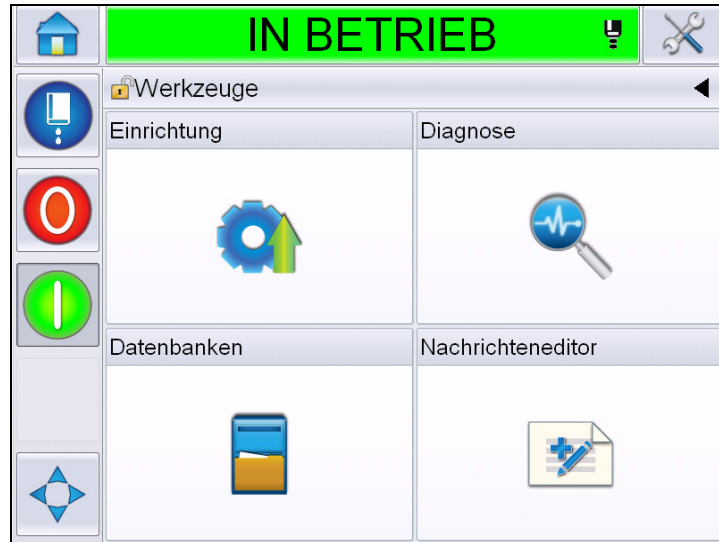 IN BETRIEB
Werkzeuge
Einrichtung
Diagnose
Datenbanken
Nachrichteneditor